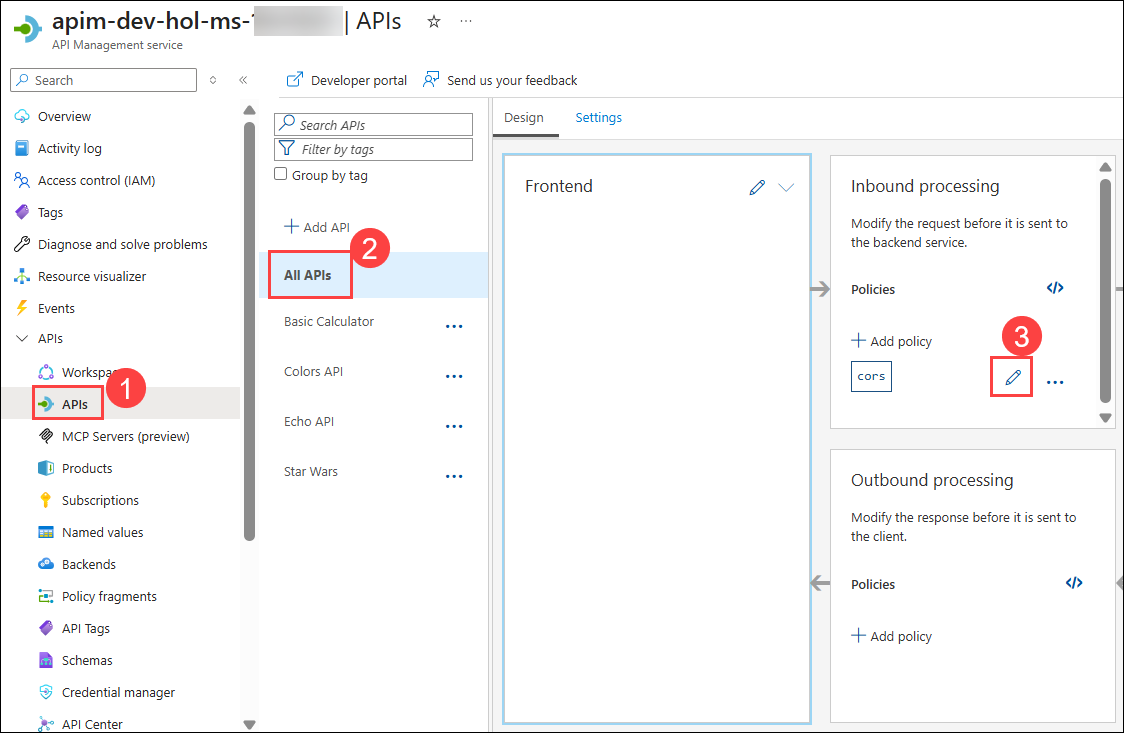 apim-dev-hol-ms- | APIs
API Management service
Search
Overview
Activity log
Access control (IAM)
Tags
Diagnose and solve problems
Resource visualizer
Events
APIs
1
APIs
MCP Servers (preview)
Products
Subscriptions
Named values
Backends
Policy fragments
API Tags
Schemas
Credential manager
API Center
Developer portal
Send us your feedback
Search APIs
Filter by tags
Group by tag
Add API
2
All APIs
Basic Calculator
Colors API
Echo API
Star Wars
Design
Settings
Frontend
Inbound processing
Modify the request before it is sent to
the backend service.
Policies </>
+ Add policy
3
cors
Outbound processing
Modify the response before it is sent to
the client.
Policies </>
+ Add policy